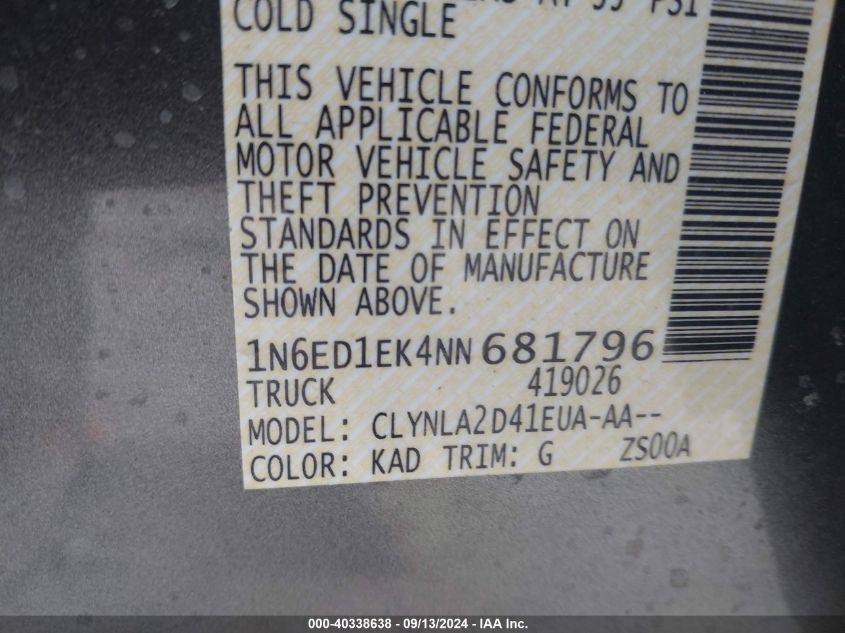 PSI
COLD SINGLE
THIS VEHICLE CONFORMS TO
ALL APPLICABLE FEDERAL
MOTOR VEHICLE SAFETY AND
THEFT PREVENTION
STANDARDS IN EFFECT ON
THE DATE OF MANUFACTURE
SHOWN ABOVE.
1N6ED1EK4NN681796
TRUCK 419026
MODEL: CLYNLA2D41EUA-AA--
COLOR: KAD TRIM: G ZS00A
000-40338638 - 09/13/2024 - IAA Inc.